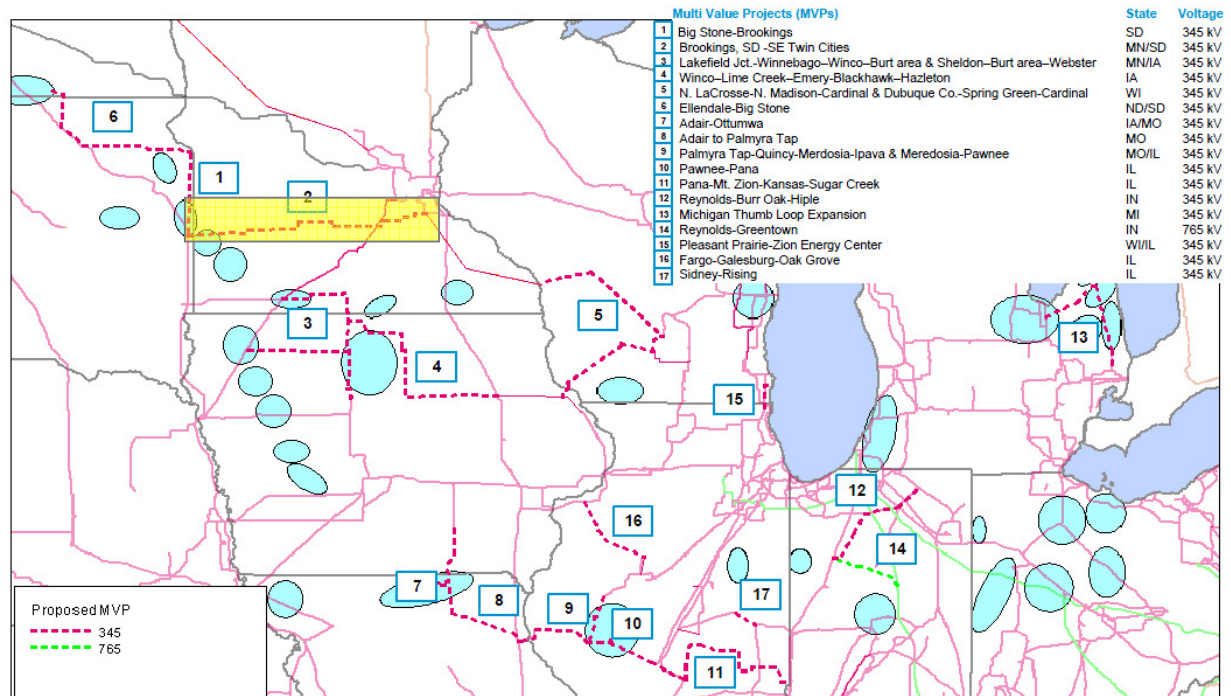 Multi Value Projects (MVPs) State Voltage
1 Big Stone-Brookings SD 345 kV
2 Brookings, SD -SE Twin Cities MN/SD 345 kV
3 Lakefield Jct.-Winnebago–Winco–Burt area & Sheldon–Burt area–Webster MN/IA 345 kV
4 Winco–Lime Creek–Emery-Blackhawk–Hazleton IA 345 kV
5 N. LaCrosse-N. Madison-Cardinal & Dubuque Co.-Spring Green-Cardinal WI 345 kV
6 Ellendale-Big Stone ND/SD 345 kV
7 Adair-Ottumwa IA/MO 345 kV
8 Adair to Palmyra Tap MO 345 kV
9 Palmyra Tap-Quincy-Merdosia-Ipava & Meredosia-Pawnee MO/IL 345 kV
10 Pawnee-Pana IL 345 kV
11 Pana-Mt. Zion-Kansas-Sugar Creek IL 345 kV
12 Reynolds-Burr Oak-Hiple IN 345 kV
13 Michigan Thumb Loop Expansion MI 345 kV
14 Reynolds-Greentown IN 765 kV
15 Pleasant Prairie-Zion Energy Center WI/IL 345 kV
16 Fargo-Galesburg-Oak Grove IL 345 kV
17 Sidney-Rising IL 345 kV
6
1
2
5
3
13
4
15
12
16
14
7
8
9
17
10
11
Proposed MVP
345
765